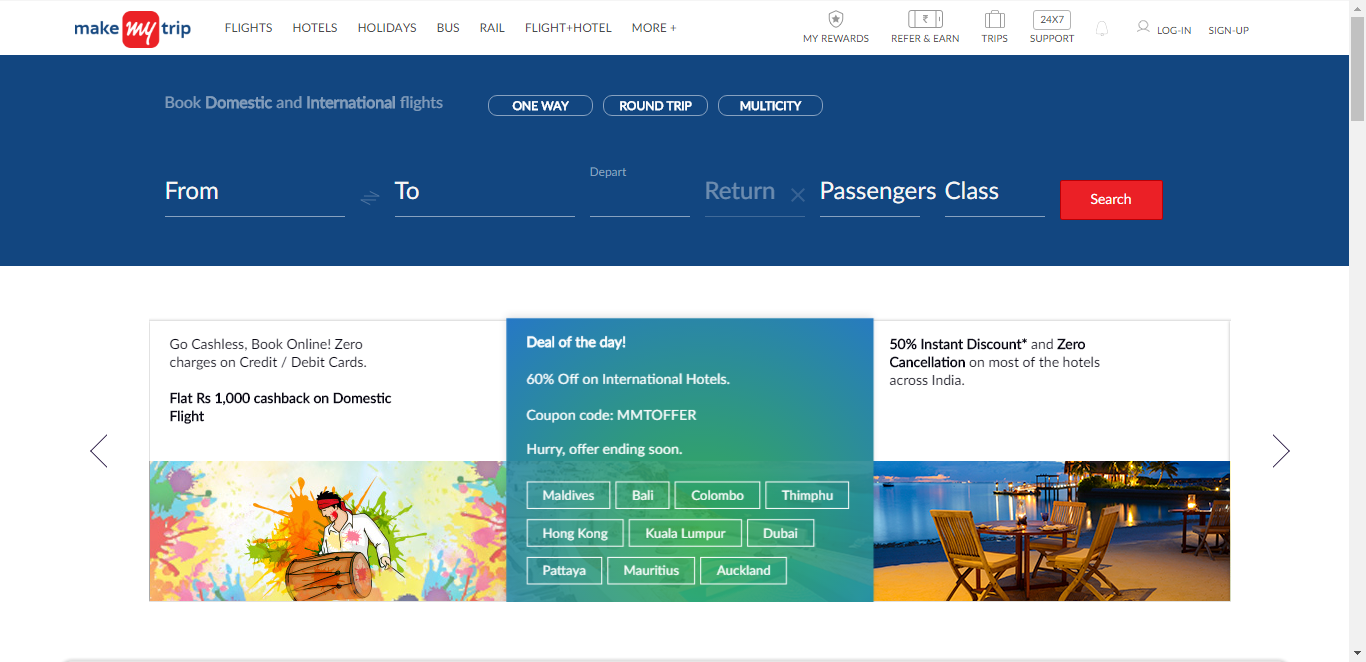 make my trip
FLIGHTS HOTELS HOLIDAYS BUS RAIL FLIGHT+HOTEL MORE +
MY REWARDS
₹
REFER & EARN
TRIPS
24X7
SUPPORT
LOG-IN
SIGN-UP
Book Domestic and International flights
ONE WAY
ROUND TRIP
MULTICITY
From
To
Depart
Return
Passengers
Class
Search
Go Cashless, Book Online! Zero
charges on Credit / Debit Cards.
Flat Rs 1,000 cashback on Domestic
Flight
Deal of the day!
60% Off on International Hotels.
Coupon code: MMTOFFER
Hurry, offer ending soon.
Maldives Bali Colombo Thimphu
Hong Kong Kuala Lumpur Dubai
Pattaya Mauritius Auckland
50% Instant Discount* and Zero
Cancellation on most of the hotels
across India.